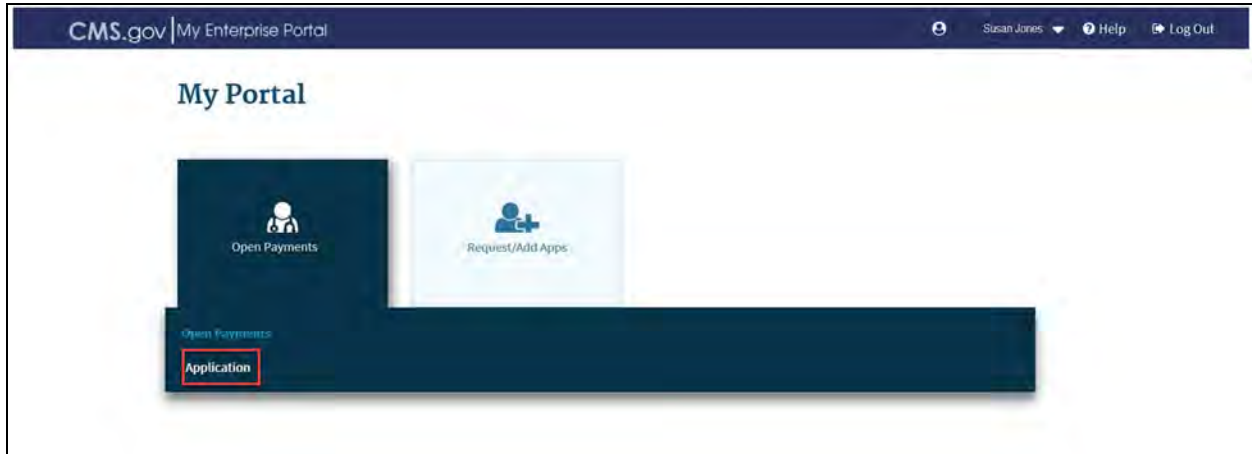 CMS.gov My Enterprise Portal Susan Jones Help Log Out
My Portal
Open Payments Request/Add Apps
Open Payments
Application